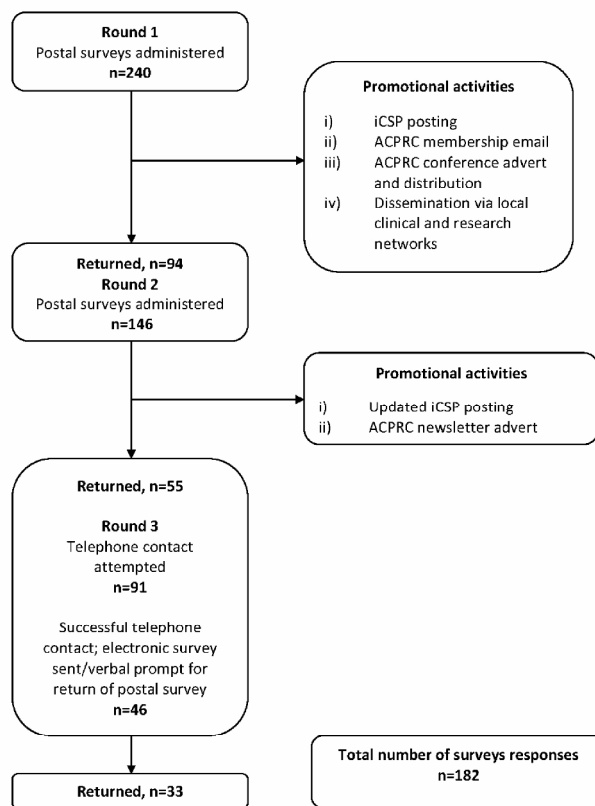 Round 1
Postal surveys administered
n=240
Promotional activities
i) iCSP posting
ii) ACPRC membership email
iii) ACPRC conference advert
and distribution
iv) Dissemination via local
clinical and research
networks
Returned, n=94
Round 2
Postal surveys administered
n=146
Promotional activities
i) Updated iCSP posting
ii) ACPRC newsletter advert
Returned, n=55
Round 3
Telephone contact
attempted
n=91
Successful telephone
contact; electronic survey
sent/verbal prompt for
return of postal survey
n=46
Returned, n=33
Total number of surveys responses
n=182